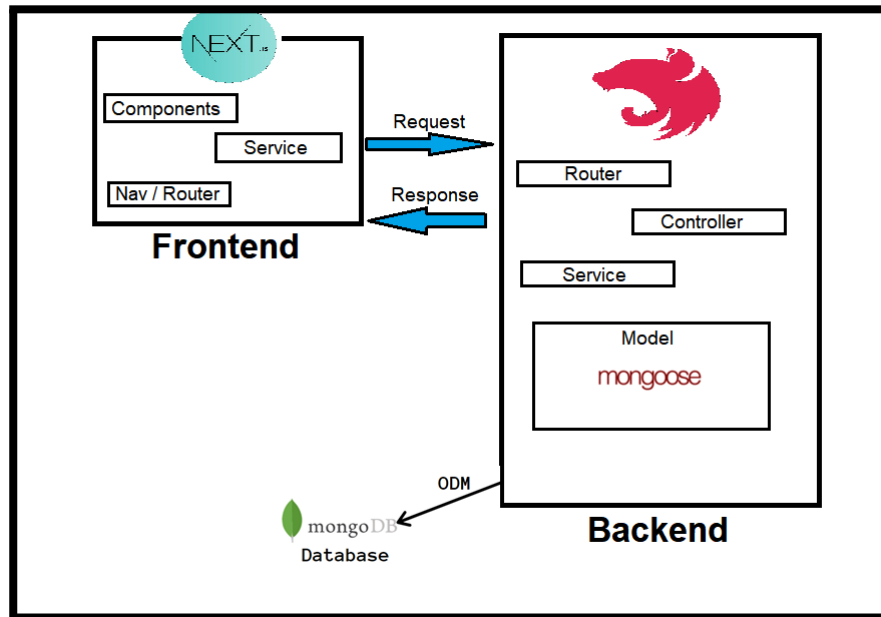 NEXT.JS
Components
Service
Nav / Router
Frontend
Request
Response
Router
Controller
Service
Model
mongoose
Backend
ODM
mongoDB
Database